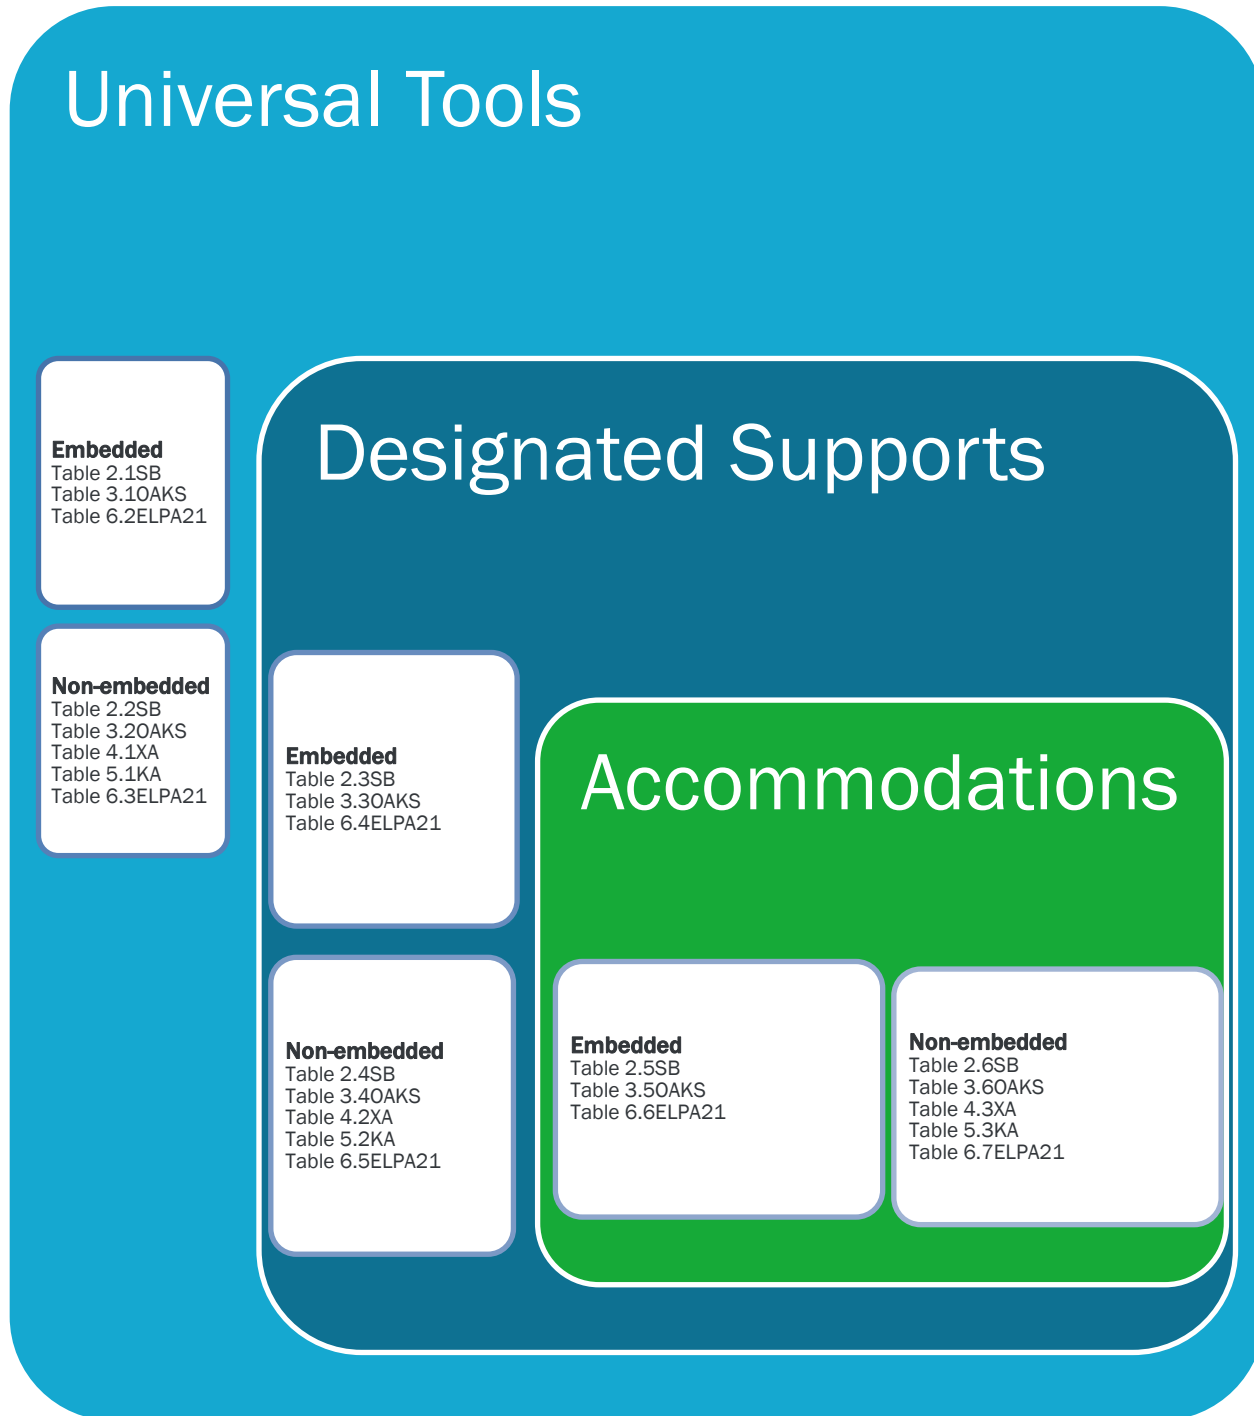 Universal Tools
Embedded
Table 2.1SB
Table 3.1OAKS
Table 6.2ELPA21
Non-embedded
Table 2.2SB
Table 3.2OAKS
Table 4.1XA
Table 5.1KA
Table 6.3ELPA21
Designated Supports
Embedded
Table 2.3SB
Table 3.3OAKS
Table 6.4ELPA21
Non-embedded
Table 2.4SB
Table 3.4OAKS
Table 4.2XA
Table 5.2KA
Table 6.5ELPA21
Accommodations
Embedded
Table 2.5SB
Table 3.5OAKS
Table 6.6ELPA21
Non-embedded
Table 2.6SB
Table 3.6OAKS
Table 4.3XA
Table 5.3KA
Table 6.7ELPA21